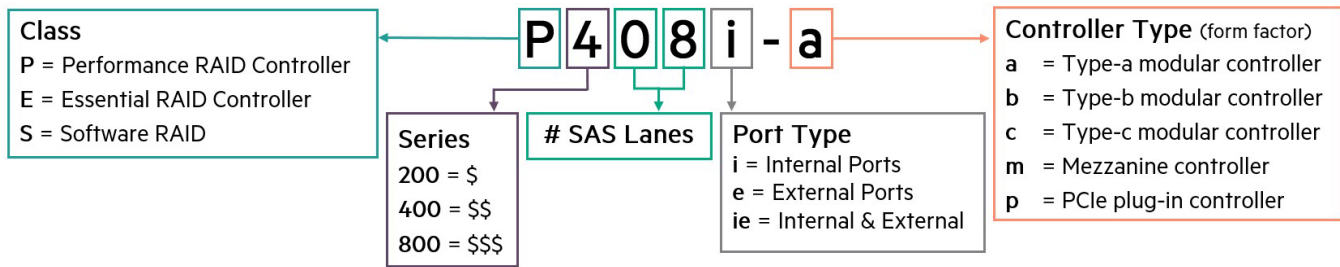 P408i-a
Class
P = Performance RAID Controller
E = Essential RAID Controller
S = Software RAID
Series
200 = $
400 = $$
800 = $$$
# SAS Lanes
Port Type
i = Internal Ports
e = External Ports
ie = Internal & External
Controller Type (form factor)
a = Type-a modular controller
b = Type-b modular controller
c = Type-c modular controller
m = Mezzanine controller
p = PCIe plug-in controller